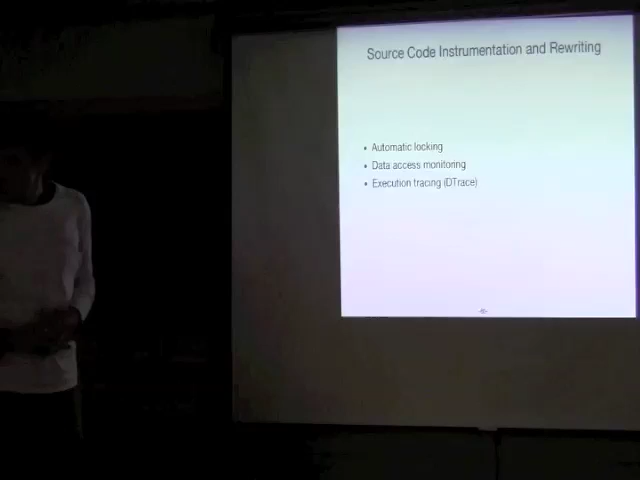 Source Code Instrumentation and Rewriting
• Automatic locking
• Data access monitoring
• Execution tracing (DTrace)